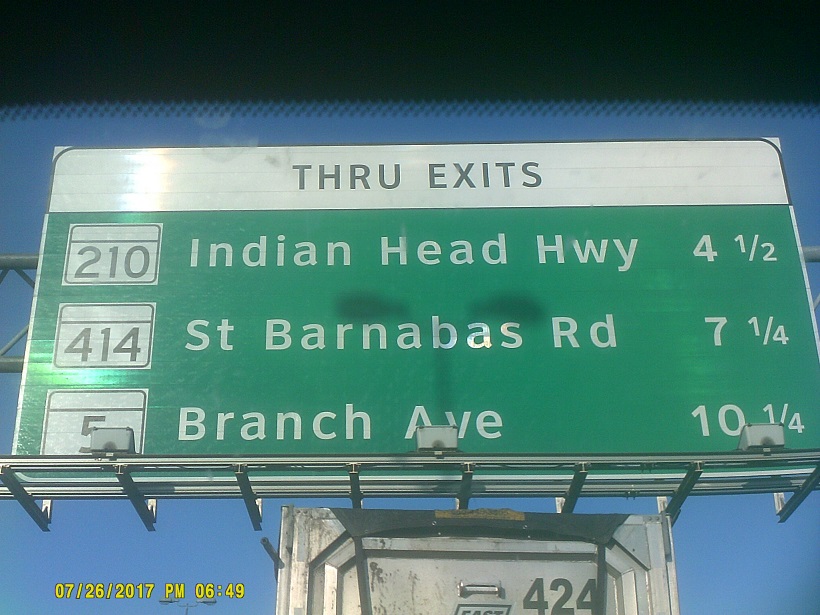 THRU EXITS
210 Indian Head Hwy 4 1/2
414 St Barnabas Rd 7 1/4
5 Branch Ave 10 1/4
424
EAST
07/26/2017 PM 06:49